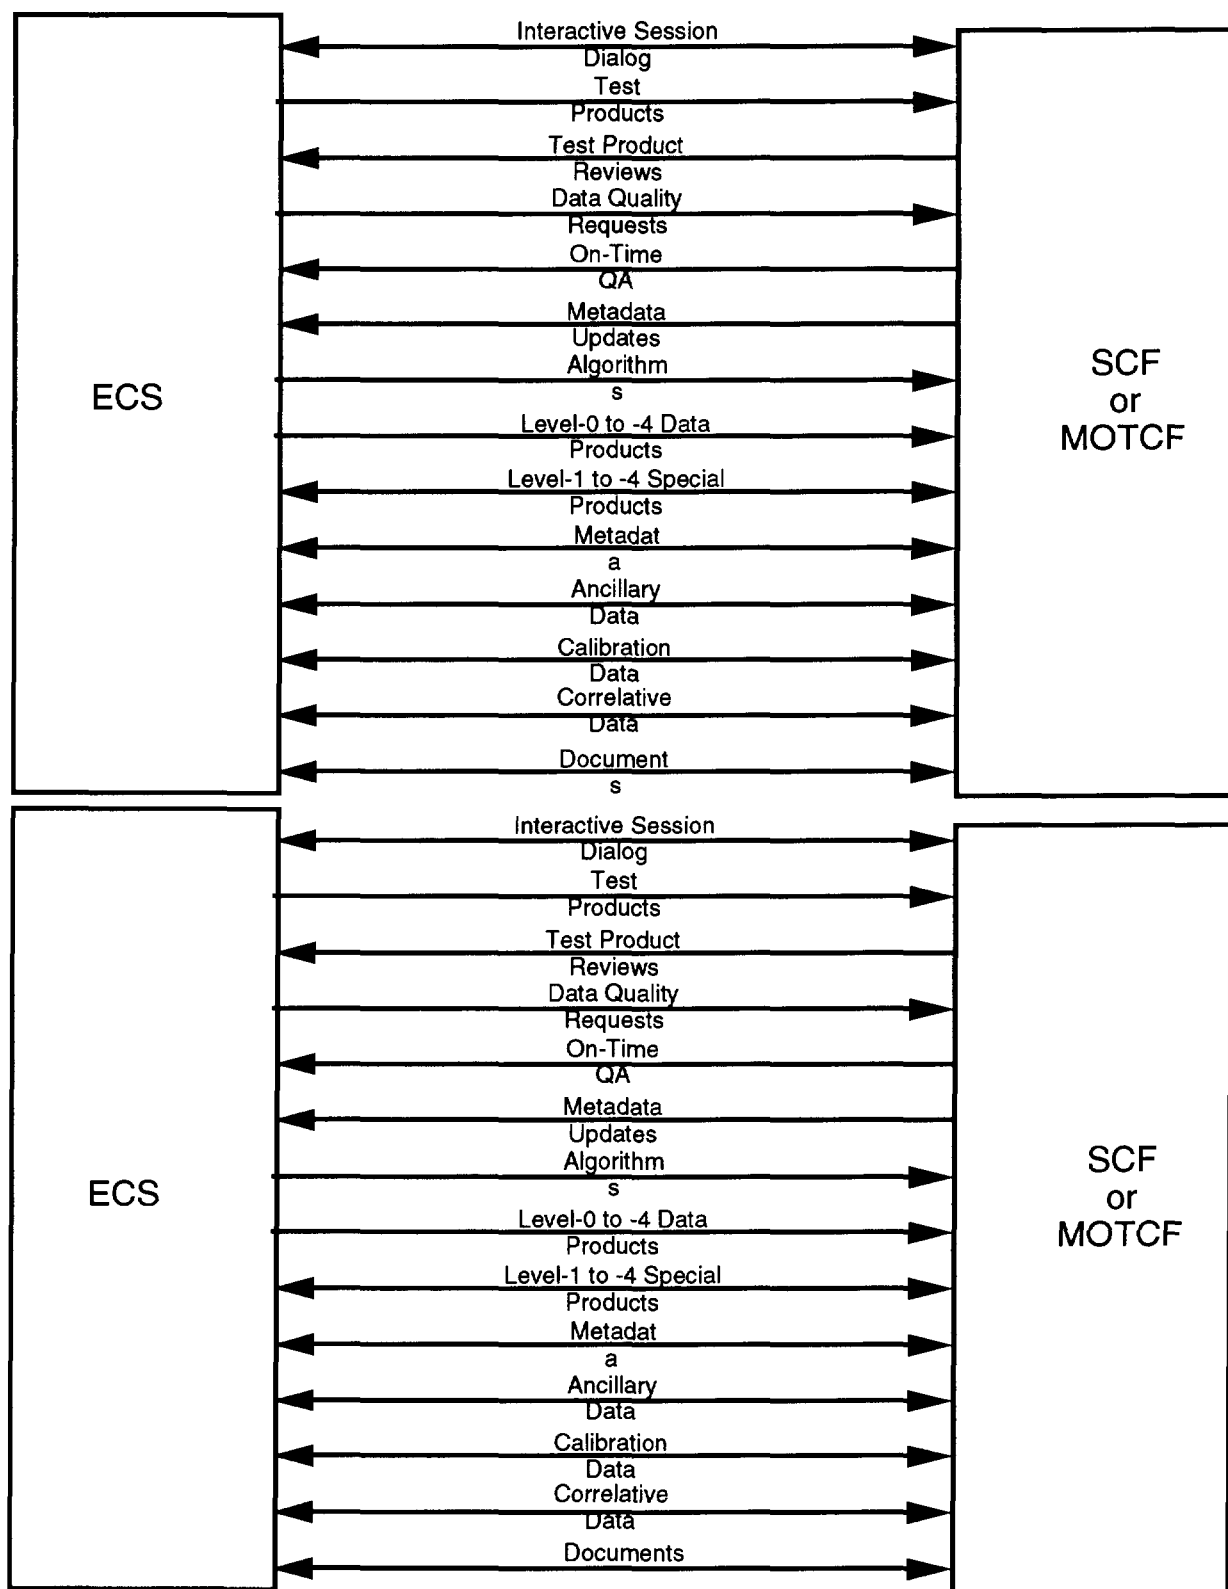 Interactive Session
Dialog
Test
Products
Test Product
Reviews
Data Quality
Requests
On-Time
QA
Metadata
Updates
Algorithm
s
Level-0 to -4 Data
Products
Level-1 to -4 Special
Products
Metadat
a
Ancillary
Data
Calibration
Data
Correlative
Data
Document
s
ECS
SCF
or
MOTCF
Interactive Session
Dialog
Test
Products
Test Product
Reviews
Data Quality
Requests
On-Time
QA
Metadata
Updates
Algorithm
s
Level-0 to -4 Data
Products
Level-1 to -4 Special
Products
Metadat
a
Ancillary
Data
Calibration
Data
Correlative
Data
Documents
ECS
SCF
or
MOTCF